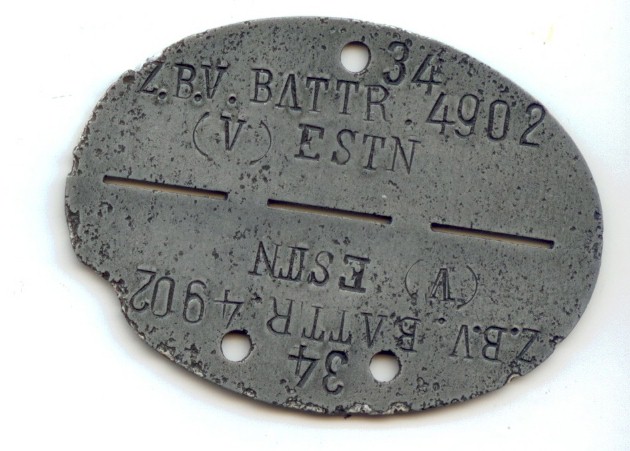 34
Z.B.V. BATTR. 4902
(V) ESTN
(V) ESTN
Z.B.V. BATTR 4902
34